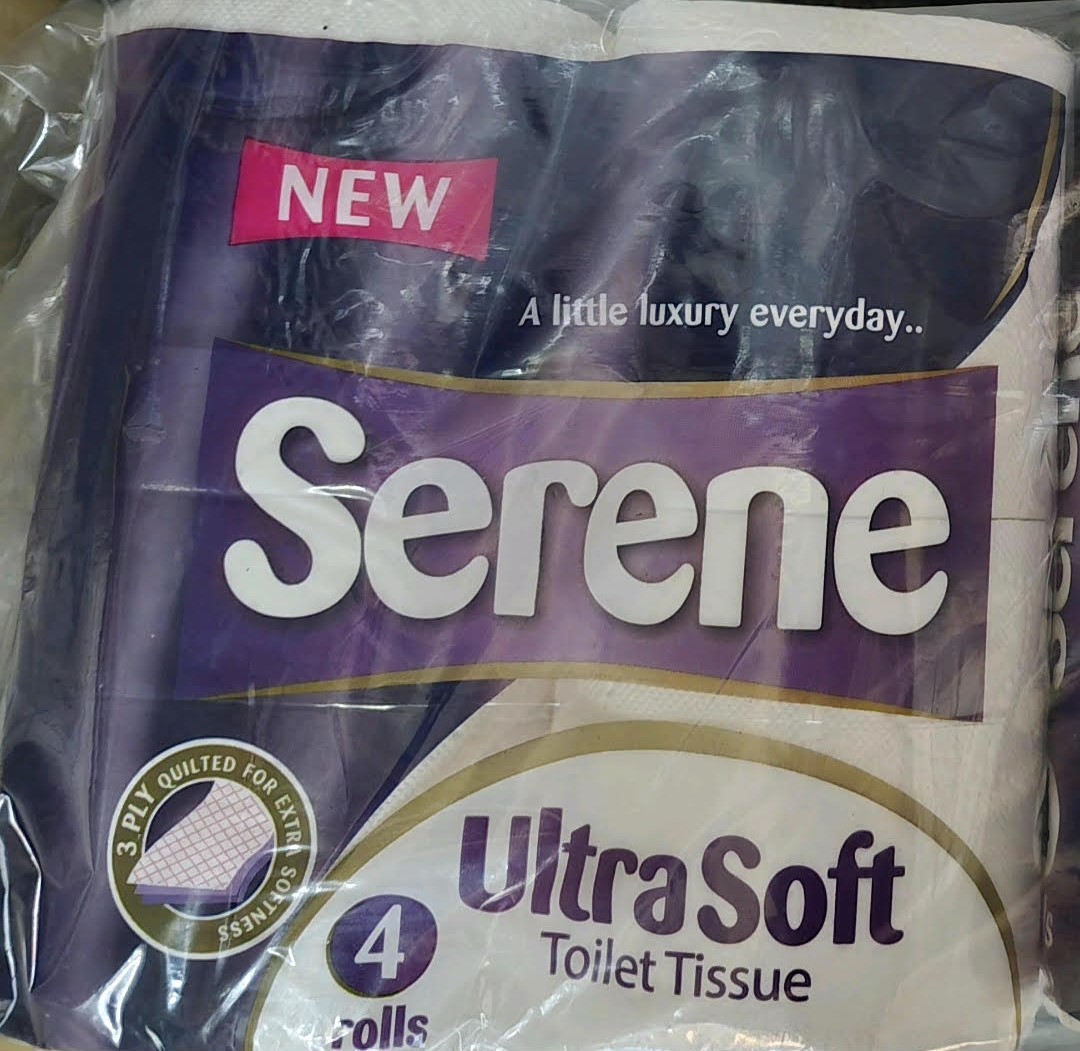 NEW
A little luxury everyday..
Serene
3 PLY QUILTED FOR EXTRA SOFTNESS
UltraSoft
Toilet Tissue
4
rolls